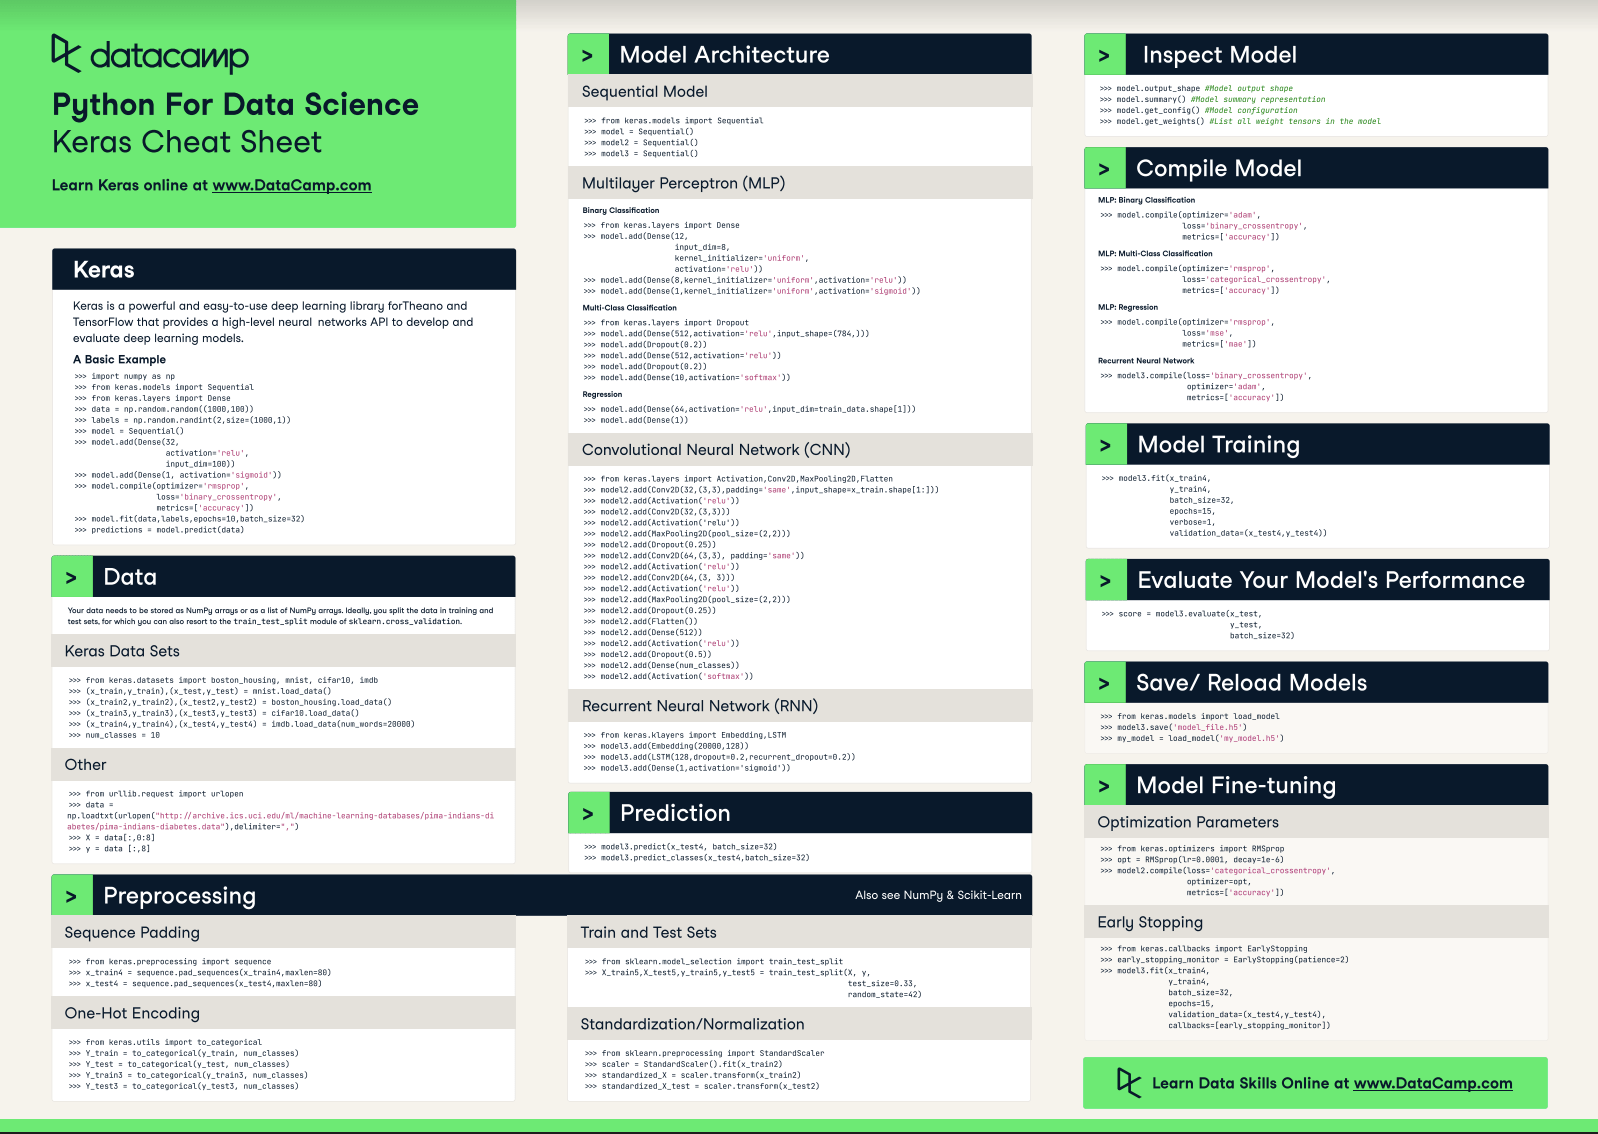 datacamp
Python For Data Science
Keras Cheat Sheet
Learn Keras online at www.DataCamp.com
Keras
Keras is a powerful and easy-to-use deep learning library forTheano and
TensorFlow that provides a high-level neural networks API to develop and
evaluate deep learning models.
A Basic Example
>>> import numpy as np
>>> from keras.models import Sequential
>>> from keras.layers import Dense
>>> data = np.random.random((1000,100))
>>> labels = np.random.randint(2,size=(1000,1))
>>> model = Sequential()
>>> model.add(Dense(32,
activation='relu',
input_dim=100))
>>> model.add(Dense(1, activation='sigmoid'))
>>> model.compile(optimizer='rmsprop',
loss='binary_crossentropy',
metrics=['accuracy'])
>>> model.fit(data,labels,epochs=10,batch_size=32)
>>> predictions = model.predict(data)
> Data
Your data needs to be stored as NumPy arrays or as a list of NumPy arrays. Ideally, you split the data in training and
test sets, for which you can also resort to the train_test_split module of sklearn.cross_validation.
Keras Data Sets
>>> from keras.datasets import boston_housing, mnist, cifar10, imdb
>>> (x_train,y_train),(x_test,y_test) = mnist.load_data()
>>> (x_train2,y_train2),(x_test2,y_test2) = boston_housing.load_data()
>>> (x_train3,y_train3),(x_test3,y_test3) = cifar10.load_data()
>>> (x_train4,y_train4),(x_test4,y_test4) = imdb.load_data(num_words=20000)
>>> num_classes = 10
Other
>>> from urllib.request import urlopen
>>> data =
np.loadtxt(urlopen("http://archive.ics.uci.edu/ml/machine-learning-databases/pima-indians-di
abetes/pima-indians-diabetes.data"),delimiter=",")
>>> X = data[:,0:8]
>>> y = data [:,8]
> Preprocessing
Also see NumPy & Scikit-Learn
Sequence Padding
>>> from keras.preprocessing import sequence
>>> x_train4 = sequence.pad_sequences(x_train4,maxlen=80)
>>> x_test4 = sequence.pad_sequences(x_test4,maxlen=80)
One-Hot Encoding
>>> from keras.utils import to_categorical
>>> Y_train = to_categorical(y_train, num_classes)
>>> Y_test = to_categorical(y_test, num_classes)
>>> Y_train3 = to_categorical(y_train3, num_classes)
>>> Y_test3 = to_categorical(y_test3, num_classes)
Train and Test Sets
>>> from sklearn.model_selection import train_test_split
>>> X_train5,X_test5,y_train5,y_test5 = train_test_split(X, y,
test_size=0.33,
random_state=42)
Standardization/Normalization
>>> from sklearn.preprocessing import StandardScaler
>>> scaler = StandardScaler().fit(x_train2)
>>> standardized_X = scaler.transform(x_train2)
>>> standardized_X_test = scaler.transform(x_test2)
> Model Architecture
Sequential Model
>>> from keras.models import Sequential
>>> model = Sequential()
>>> model2 = Sequential()
>>> model3 = Sequential()
Multilayer Perceptron (MLP)
Binary Classification
>>> from keras.layers import Dense
>>> model.add(Dense(12,
input_dim=8,
kernel_initializer='uniform',
activation='relu'))
>>> model.add(Dense(8,kernel_initializer='uniform',activation='relu'))
>>> model.add(Dense(1,kernel_initializer='uniform',activation='sigmoid'))
Multi-Class Classification
>>> from keras.layers import Dropout
>>> model.add(Dense(512,activation='relu',input_shape=(784,)))
>>> model.add(Dropout(0.2))
>>> model.add(Dense(512,activation='relu'))
>>> model.add(Dropout(0.2))
>>> model.add(Dense(10,activation='softmax'))
Regression
>>> model.add(Dense(64,activation='relu',input_dim=train_data.shape[1]))
>>> model.add(Dense(1))
Convolutional Neural Network (CNN)
>>> from keras.layers import Activation,Conv2D,MaxPooling2D,Flatten
>>> model2.add(Conv2D(32,(3,3),padding='same',input_shape=x_train.shape[1:]))
>>> model2.add(Activation('relu'))
>>> model2.add(Conv2D(32,(3,3)))
>>> model2.add(Activation('relu'))
>>> model2.add(MaxPooling2D(pool_size=(2,2)))
>>> model2.add(Dropout(0.25))
>>> model2.add(Conv2D(64,(3,3), padding='same'))
>>> model2.add(Activation('relu'))
>>> model2.add(Conv2D(64,(3, 3)))
>>> model2.add(Activation('relu'))
>>> model2.add(MaxPooling2D(pool_size=(2,2)))
>>> model2.add(Dropout(0.25))
>>> model2.add(Flatten())
>>> model2.add(Dense(512))
>>> model2.add(Activation('relu'))
>>> model2.add(Dropout(0.5))
>>> model2.add(Dense(num_classes))
>>> model2.add(Activation('softmax'))
Recurrent Neural Network (RNN)
>>> from keras.klayers import Embedding,LSTM
>>> model3.add(Embedding(20000,128))
>>> model3.add(LSTM(128,dropout=0.2,recurrent_dropout=0.2))
>>> model3.add(Dense(1,activation='sigmoid'))
> Prediction
>>> model3.predict(x_test4, batch_size=32)
>>> model3.predict_classes(x_test4,batch_size=32)
> Inspect Model
>>> model.output_shape #Model output shape
>>> model.summary() #Model summary representation
>>> model.get_config() #Model configuration
>>> model.get_weights() #List all weight tensors in the model
> Compile Model
MLP: Binary Classification
>>> model.compile(optimizer='adam',
loss='binary_crossentropy',
metrics=['accuracy'])
MLP: Multi-Class Classification
>>> model.compile(optimizer='rmsprop',
loss='categorical_crossentropy',
metrics=['accuracy'])
MLP: Regression
>>> model.compile(optimizer='rmsprop',
loss='mse',
metrics=['mae'])
Recurrent Neural Network
>>> model3.compile(loss='binary_crossentropy',
optimizer='adam',
metrics=['accuracy'])
> Model Training
>>> model3.fit(x_train4,
y_train4,
batch_size=32,
epochs=15,
verbose=1,
validation_data=(x_test4,y_test4))
> Evaluate Your Model's Performance
>>> score = model3.evaluate(x_test,
y_test,
batch_size=32)
> Save/ Reload Models
>>> from keras.models import load_model
>>> model3.save('model_file.h5')
>>> my_model = load_model('my_model.h5')
> Model Fine-tuning
Optimization Parameters
>>> from keras.optimizers import RMSprop
>>> opt = RMSprop(lr=0.0001, decay=1e-6)
>>> model2.compile(loss='categorical_crossentropy',
optimizer=opt,
metrics=['accuracy'])
Early Stopping
>>> from keras.callbacks import EarlyStopping
>>> early_stopping_monitor = EarlyStopping(patience=2)
>>> model3.fit(x_train4,
y_train4,
batch_size=32,
epochs=15,
validation_data=(x_test4,y_test4),
callbacks=[early_stopping_monitor])
Learn Data Skills Online at www.DataCamp.com